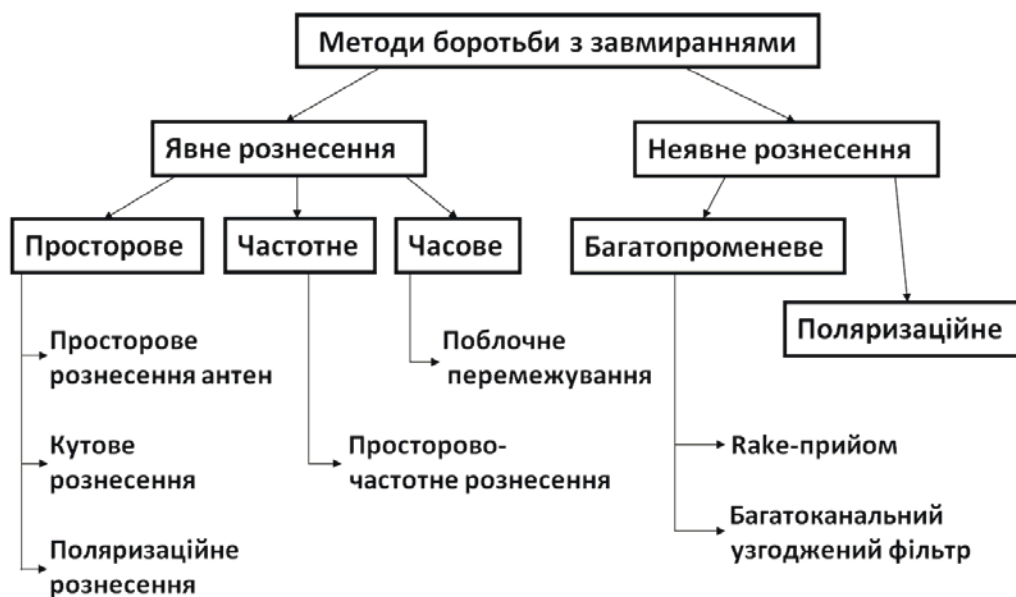 Методи боротьби з завмираннями
Явне рознесення
Неявне рознесення
Просторове
Частотне
Часове
Багатопроменеве
Поляризаційне
Просторове
рознесення антен
Поблочне
перемежування
Кутове
рознесення
Просторово-
частотне рознесення
Rake-прийом
Поляризаційне
рознесення
Багатоканальний
узгоджений фільтр